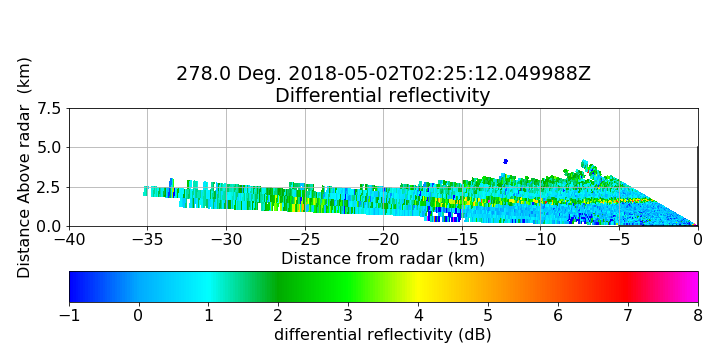 278.0 Deg. 2018-05-02T02:25:12.049988Z
Differential reflectivity
Distance Above radar (km)
7.5
5.0
2.5
0.0
−40 −35 −30 −25 −20 −15 −10 −5 0
Distance from radar (km)
−1 0 1 2 3 4 5 6 7 8
differential reflectivity (dB)